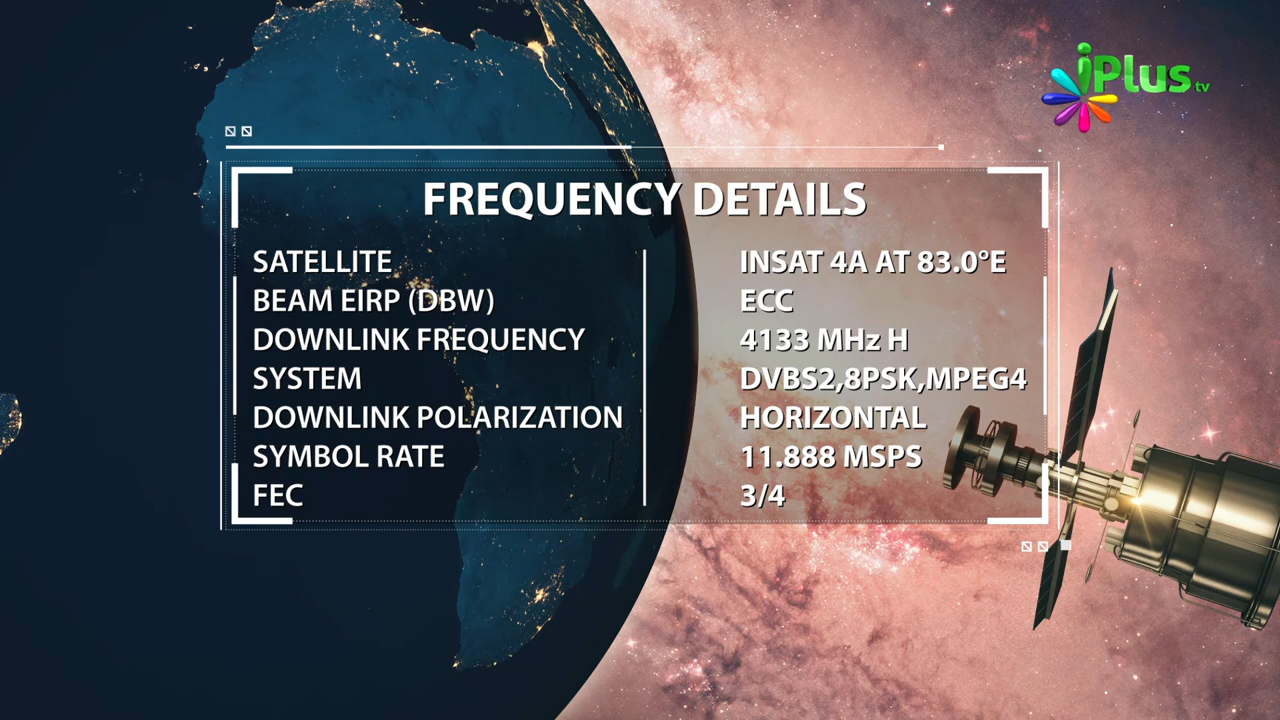 iPlus tv
FREQUENCY DETAILS
SATELLITE INSAT 4A AT 83.0°E
BEAM EIRP (DBW) ECC
DOWNLINK FREQUENCY 4133 MHz H
SYSTEM DVBS2,8PSK,MPEG4
DOWNLINK POLARIZATION HORIZONTAL
SYMBOL RATE 11.888 MSPS
FEC 3/4